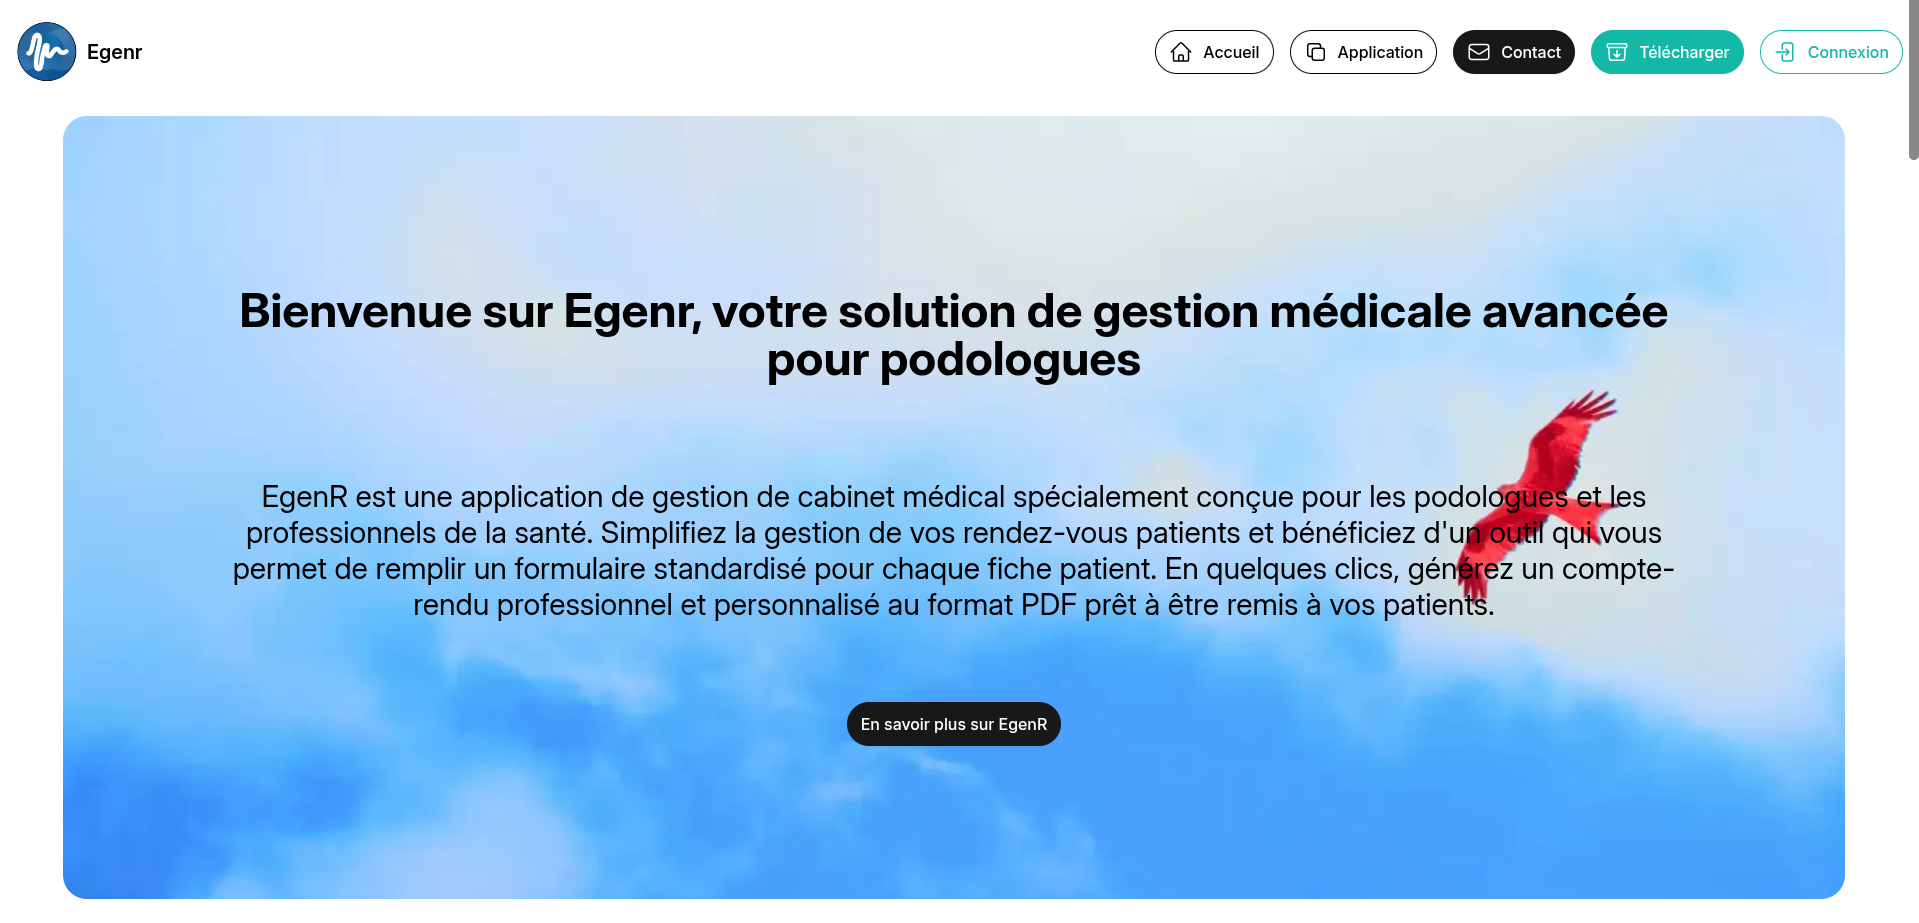 Egenr
Accueil
Application
Contact
Télécharger
Connexion
Bienvenue sur Egenr, votre solution de gestion médicale avancée
pour podologues
EgenR est une application de gestion de cabinet médical spécialement conçue pour les podologues et les
professionnels de la santé. Simplifiez la gestion de vos rendez-vous patients et bénéficiez d'un outil qui vous
permet de remplir un formulaire standardisé pour chaque fiche patient. En quelques clics, générez un compte-
rendu professionnel et personnalisé au format PDF prêt à être remis à vos patients.
En savoir plus sur EgenR